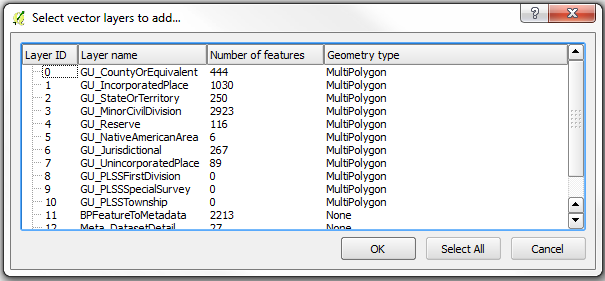 Select vector layers to add...
Layer ID Layer name Number of features Geometry type
0 GU_CountyOrEquivalent 444 MultiPolygon
1 GU_IncorporatedPlace 1030 MultiPolygon
2 GU_StateOrTerritory 250 MultiPolygon
3 GU_MinorCivilDivision 2923 MultiPolygon
4 GU_Reserve 116 MultiPolygon
5 GU_NativeAmericanArea 6 MultiPolygon
6 GU_Jurisdictional 267 MultiPolygon
7 GU_UnincorporatedPlace 89 MultiPolygon
8 GU_PLSSFirstDivision 0 MultiPolygon
9 GU_PLSSSpecialSurvey 0 MultiPolygon
10 GU_PLSSTownship 0 MultiPolygon
11 BPFeatureToMetadata 2213 None
12 Meta_DatasetDetail 27 None
OK Select All Cancel